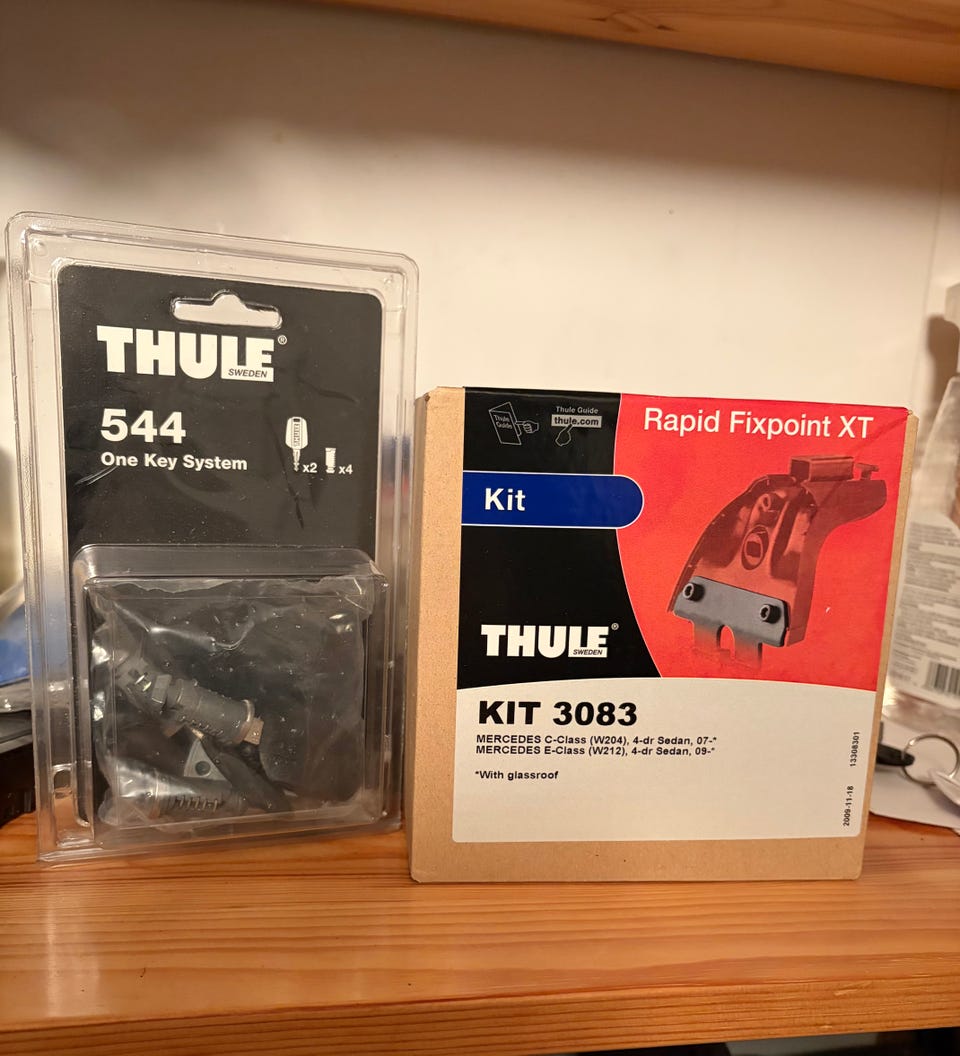 THULE®
SWEDEN
544
One Key System
x2 x4
Thule Guide
Thule Guide
thule.com
Rapid Fixpoint XT
Kit
THULE®
SWEDEN
KIT 3083
MERCEDES C-Class (W204), 4-dr Sedan, 07-*
MERCEDES E-Class (W212), 4-dr Sedan, 09-*
*With glassroof
2009-11-18
13308301